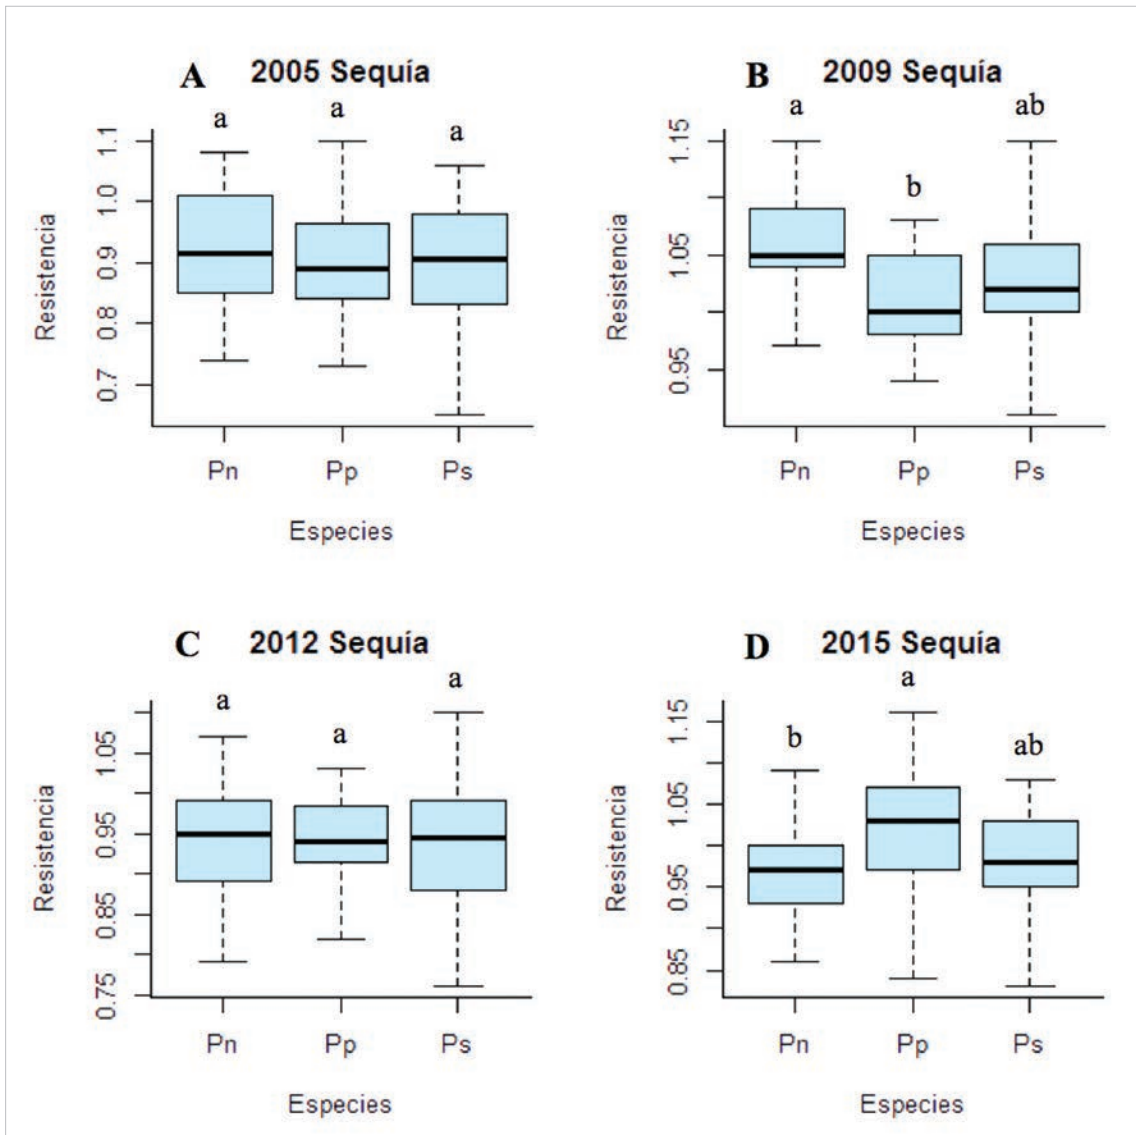 A 2005 Sequía
a a a
1.1
1.0
0.9
0.8
0.7
Resistencia
Pn Pp Ps
Especies
B 2009 Sequía
a b ab
1.15
1.05
0.95
Resistencia
Pn Pp Ps
Especies
C 2012 Sequía
a a a
1.05
0.95
0.85
0.75
Resistencia
Pn Pp Ps
Especies
D 2015 Sequía
b a ab
1.15
1.05
0.95
0.85
Resistencia
Pn Pp Ps
Especies